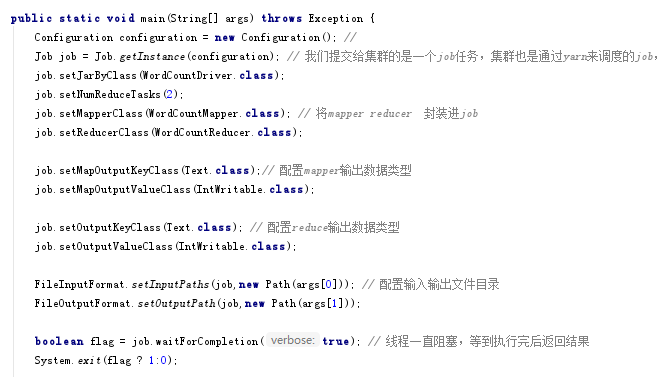 public static void main(String[] args) throws Exception {
Configuration configuration = new Configuration(); //
Job job = Job.getInstance(configuration); // 我们提交给集群的是一个job任务，集群也是通过yarn来调度的job，
job.setJarByClass(WordCountDriver.class);
job.setNumReduceTasks(2);
job.setMapperClass(WordCountMapper.class); // 将mapper reducer 封装进job
job.setReducerClass(WordCountReducer.class);
job.setMapOutputKeyClass(Text.class);// 配置mapper输出数据类型
job.setMapOutputValueClass(IntWritable.class);
job.setOutputKeyClass(Text.class); // 配置reduce输出数据类型
job.setOutputValueClass(IntWritable.class);
FileInputFormat.setInputPaths(job,new Path(args[0])); // 配置输入输出文件目录
FileOutputFormat.setOutputPath(job,new Path(args[1]));
boolean flag = job.waitForCompletion( verbose: true); // 线程一直阻塞，等到执行完后返回结果
System.exit(flag ? 1:0);